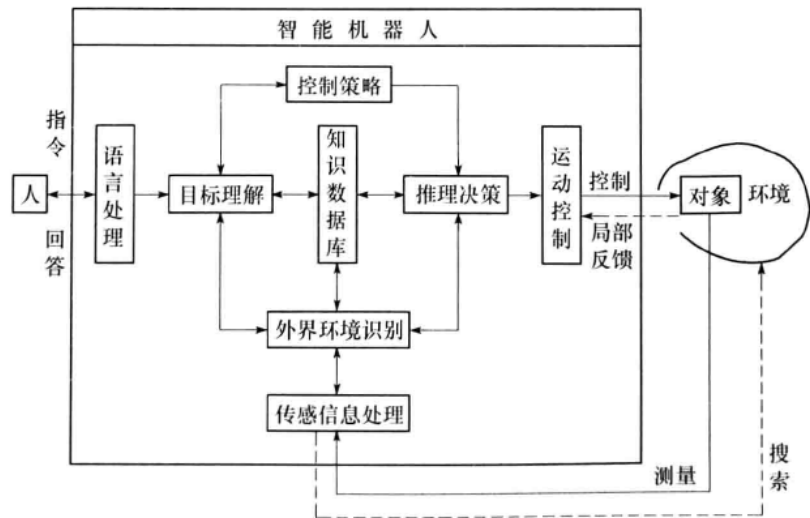 智能机器人
控制策略
指令
语言处理
知识数据库
运动控制
人
目标理解
推理决策
控制
对象
环境
局部
反馈
回答
外界环境识别
传感信息处理
测量
搜索